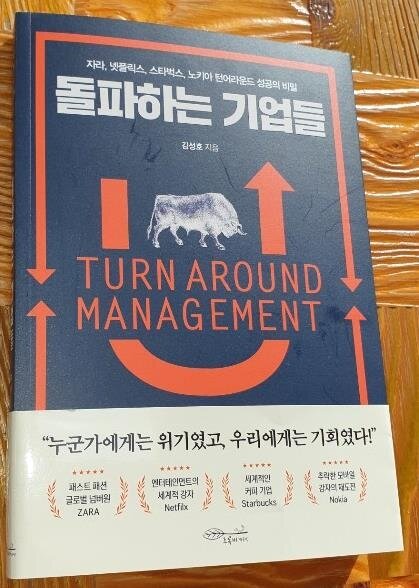 자라, 넷플릭스, 스타벅스, 노키아 턴어라운드 성공의 비밀
돌파하는 기업들
김성호 지음
TURN AROUND
MANAGEMENT
“누군가에게는 위기였고, 우리에게는 기회였다!”
★★★★★ ★★★★★ ★★★★★ ★★★★★
패스트 패션 엔터테인먼트의 세계적인 추락한 모바일
글로벌 넘버원 세계적 강자 커피 기업 강자의 재도전
ZARA Netfilx Starbucks Nokia